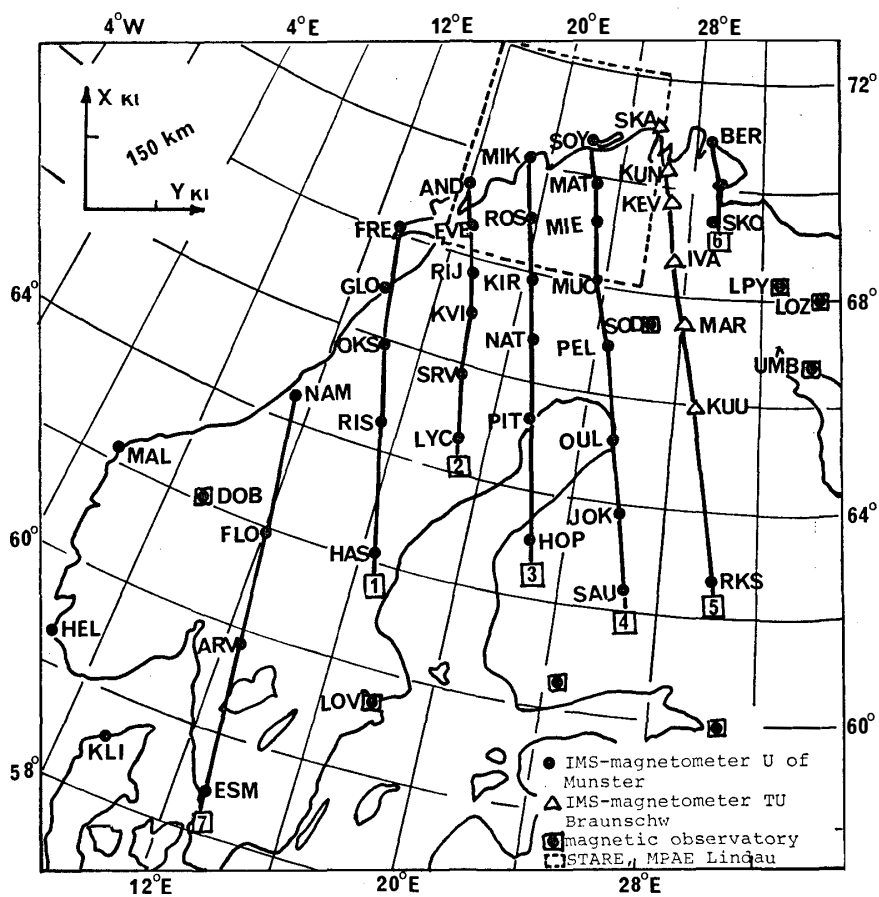 4°W 4°E 12°E 20°E 28°E
72°
X KI
150 km
Y KI
SKA
SOY
BER
MIK
KUN
AND
MAT
KEV
ROS
MIE
SKO
FRE
EVE
6
IVA
RIJ
GLO
KIR
MUO
LPY
LOZ
68°
64°
KVI
SOD
MAR
OKS
NAT
PEL
SRV
UMB
NAM
KUU
RIS
PIT
LYC
OUL
MAL
2
DOB
FLO
JOK
64°
60°
HAS
HOP
1
3
SAU
RKS
4
5
HEL
ARV
LOV
60°
KLI
58°
ESM
7
IMS-magnetometer U of
Munster
IMS-magnetometer TU
Braunschw
magnetic observatory
STARE, MPAE Lindau
12°E 20°E 28°E